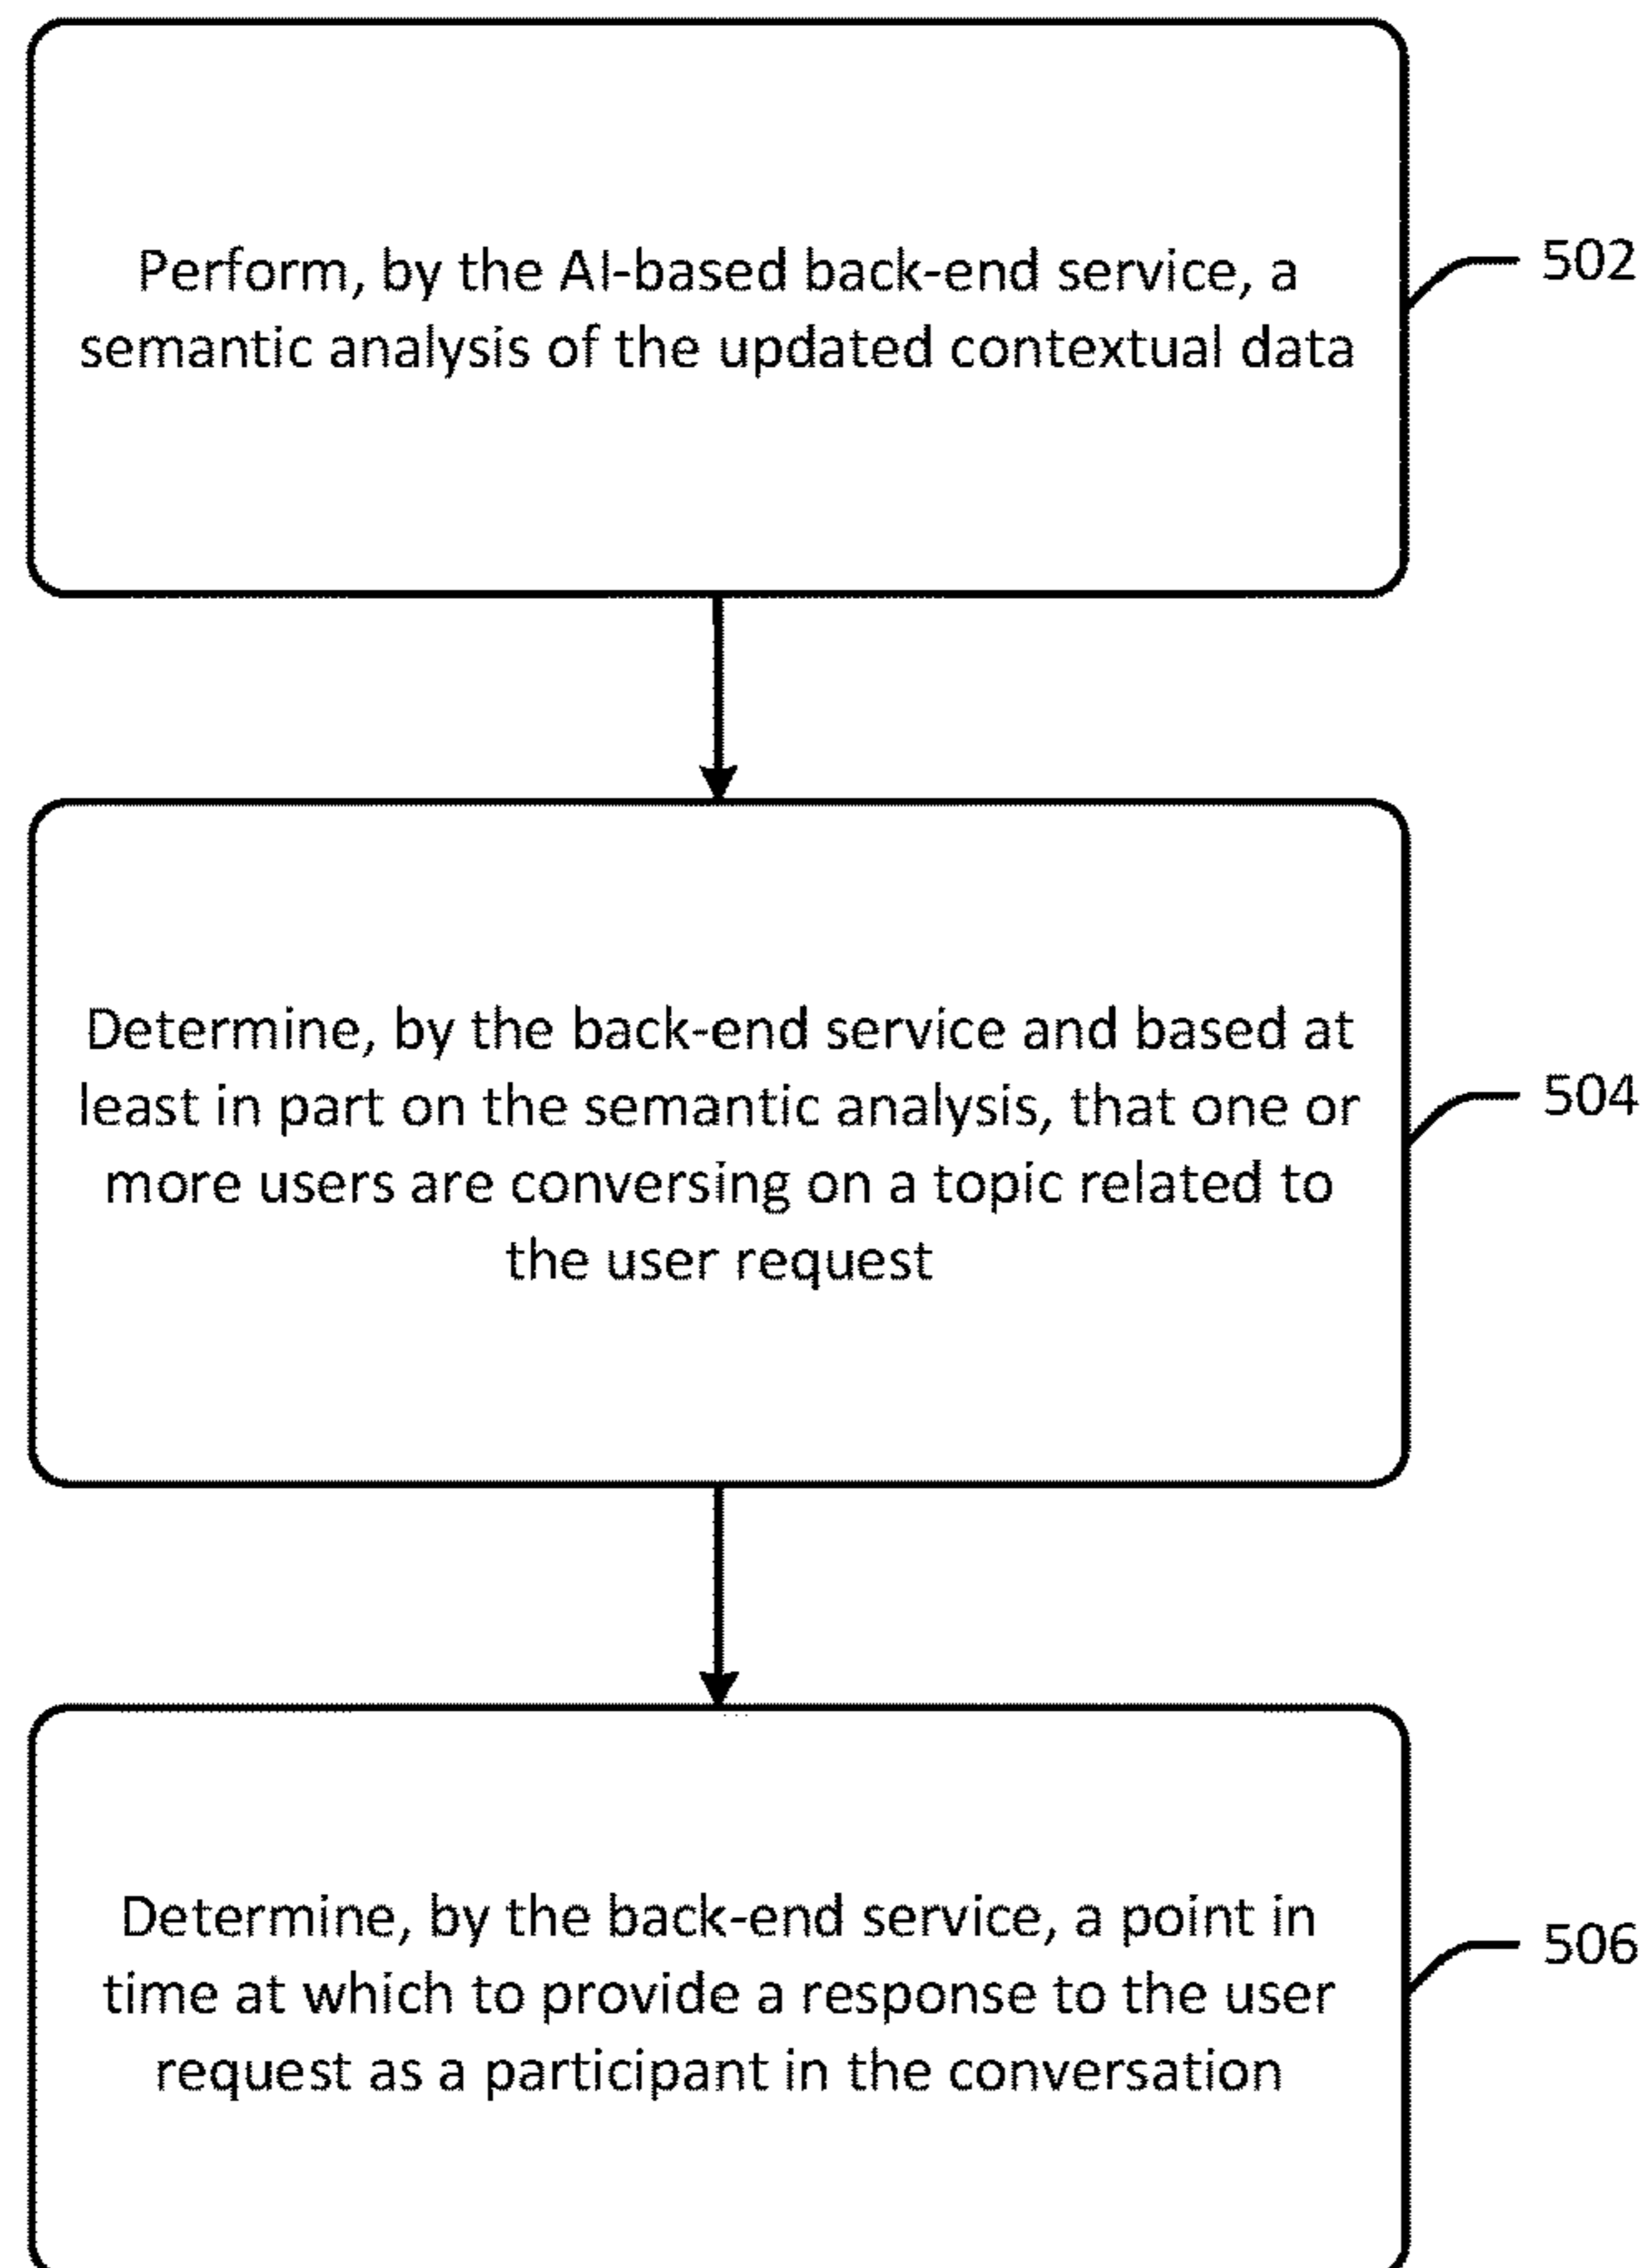 Perform, by the AI-based back-end service, a
semantic analysis of the updated contextual data
502
Determine, by the back-end service and based at
least in part on the semantic analysis, that one or
more users are conversing on a topic related to
the user request
504
Determine, by the back-end service, a point in
time at which to provide a response to the user
request as a participant in the conversation
506